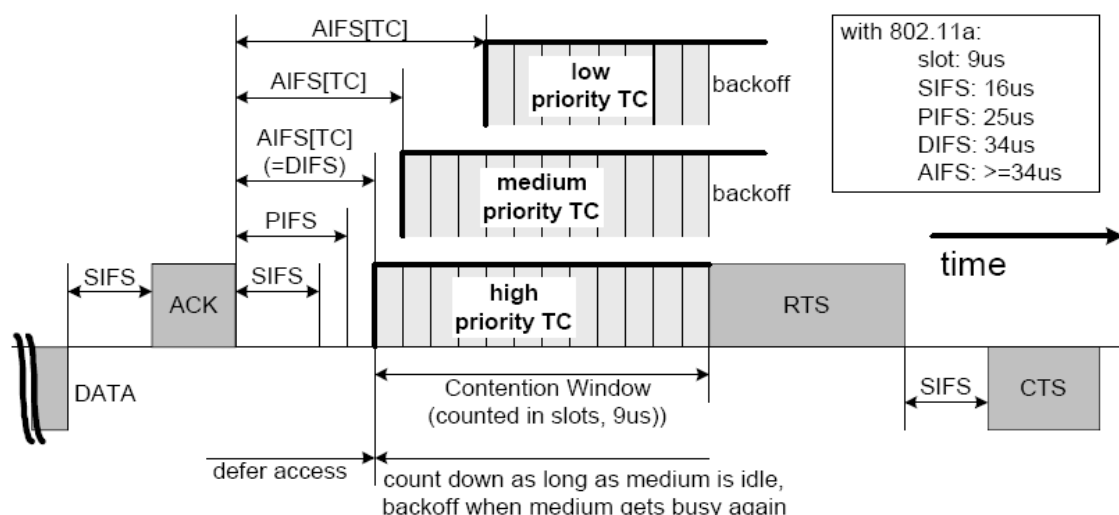 AIFS[TC]
low
priority TC
backoff
with 802.11a:
slot: 9us
SIFS: 16us
PIFS: 25us
DIFS: 34us
AIFS: >=34us
AIFS[TC]
AIFS[TC]
(=DIFS)
medium
priority TC
backoff
PIFS
SIFS
ACK
SIFS
high
priority TC
RTS
time
DATA
Contention Window
(counted in slots, 9us))
SIFS
CTS
defer access
count down as long as medium is idle,
backoff when medium gets busy again